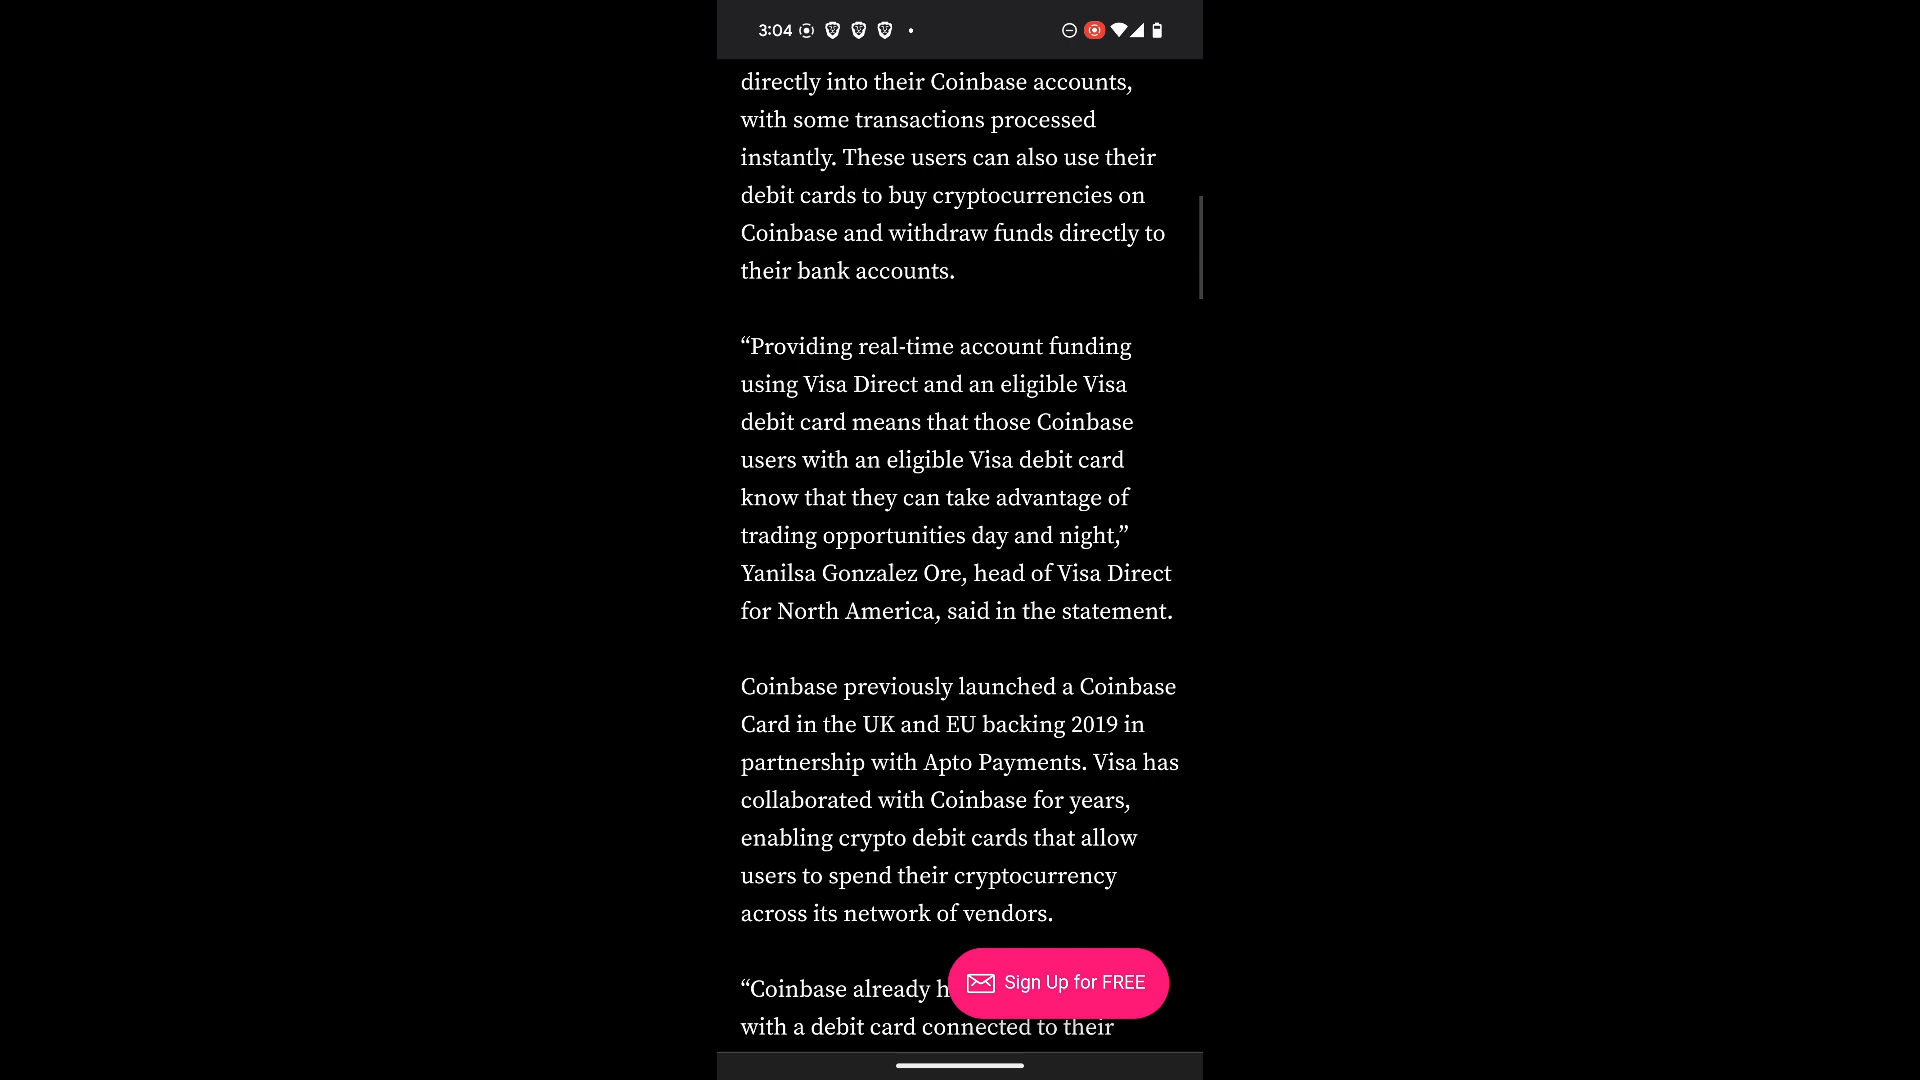 3:04
directly into their Coinbase accounts,
with some transactions processed
instantly. These users can also use their
debit cards to buy cryptocurrencies on
Coinbase and withdraw funds directly to
their bank accounts.
“Providing real-time account funding
using Visa Direct and an eligible Visa
debit card means that those Coinbase
users with an eligible Visa debit card
know that they can take advantage of
trading opportunities day and night,”
Yanilsa Gonzalez Ore, head of Visa Direct
for North America, said in the statement.
Coinbase previously launched a Coinbase
Card in the UK and EU backing 2019 in
partnership with Apto Payments. Visa has
collaborated with Coinbase for years,
enabling crypto debit cards that allow
users to spend their cryptocurrency
across its network of vendors.
“Coinbase already
Sign Up for FREE
with a debit card connected to their